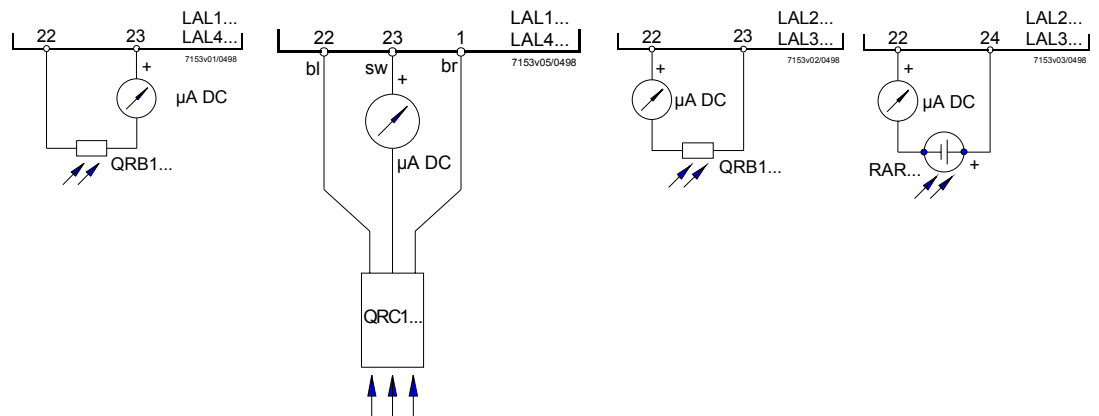 LAL1...
22 23 LAL4...
7153v01/0498
+
µA DC
QRB1...
LAL1...
22 23 1 LAL4...
7153v05/0498
bl sw br
+
µA DC
QRC1...
LAL2...
22 23 LAL3...
7153v02/0498
+
µA DC
QRB1...
LAL2...
22 24 LAL3...
7153v03/0498
+
µA DC
RAR... +